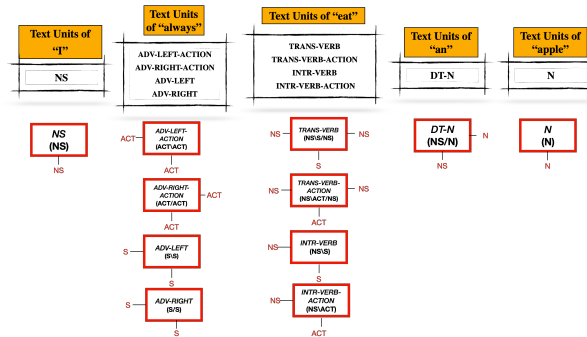 Text Units of
“I”
NS
NS
(NS)
NS
Text Units
of “always”
ADV-LEFT-ACTION
ADV-RIGHT-ACTION
ADV-LEFT
ADV-RIGHT
ACT
ADV-LEFT-
ACTION
(ACT\ACT)
ACT
ADV-RIGHT-
ACTION
(ACT/ACT)
ACT
ACT
S
ADV-LEFT
(S\S)
S
S
ADV-RIGHT
(S/S)
S
Text Units of “eat”
TRANS-VERB
TRANS-VERB-ACTION
INTR-VERB
INTR-VERB-ACTION
NS
TRANS-VERB
(NS\S/NS)
NS
S
NS
TRANS-VERB-
ACTION
(NS\ACT/NS)
NS
ACT
NS
INTR-VERB
(NS\S)
S
NS
INTR-VERB-
ACTION
(NS\ACT)
ACT
Text Units of
“an”
DT-N
DT-N
(NS/N)
N
NS
Text Units of
“apple”
N
N
(N)
N